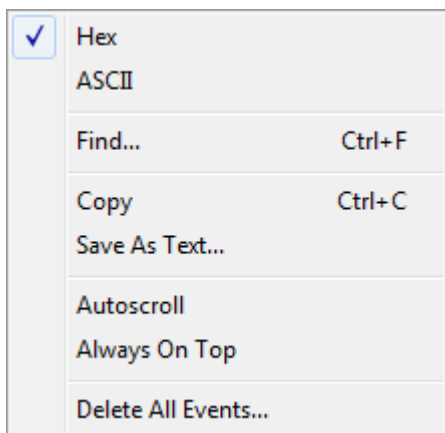 Hex
ASCII
Find... Ctrl+F
Copy Ctrl+C
Save As Text...
Autoscroll
Always On Top
Delete All Events...